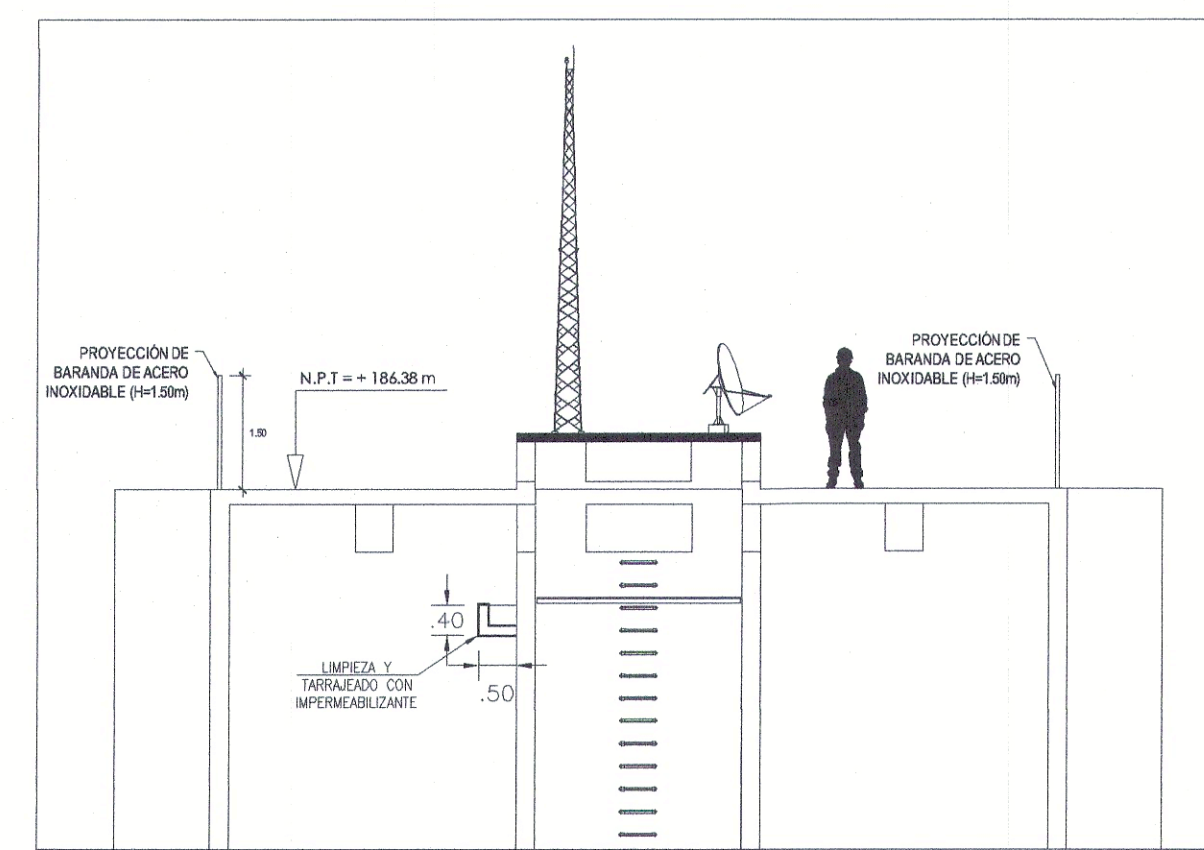 PROYECCIÓN DE
BARANDA DE ACERO
INOXIDABLE (H=1.50m)
N.P.T = + 186.38 m
1.50
PROYECCIÓN DE
BARANDA DE ACERO
INOXIDABLE (H=1.50m)
.40
LIMPIEZA Y
TARRAJEADO CON
IMPERMEABILIZANTE
.50